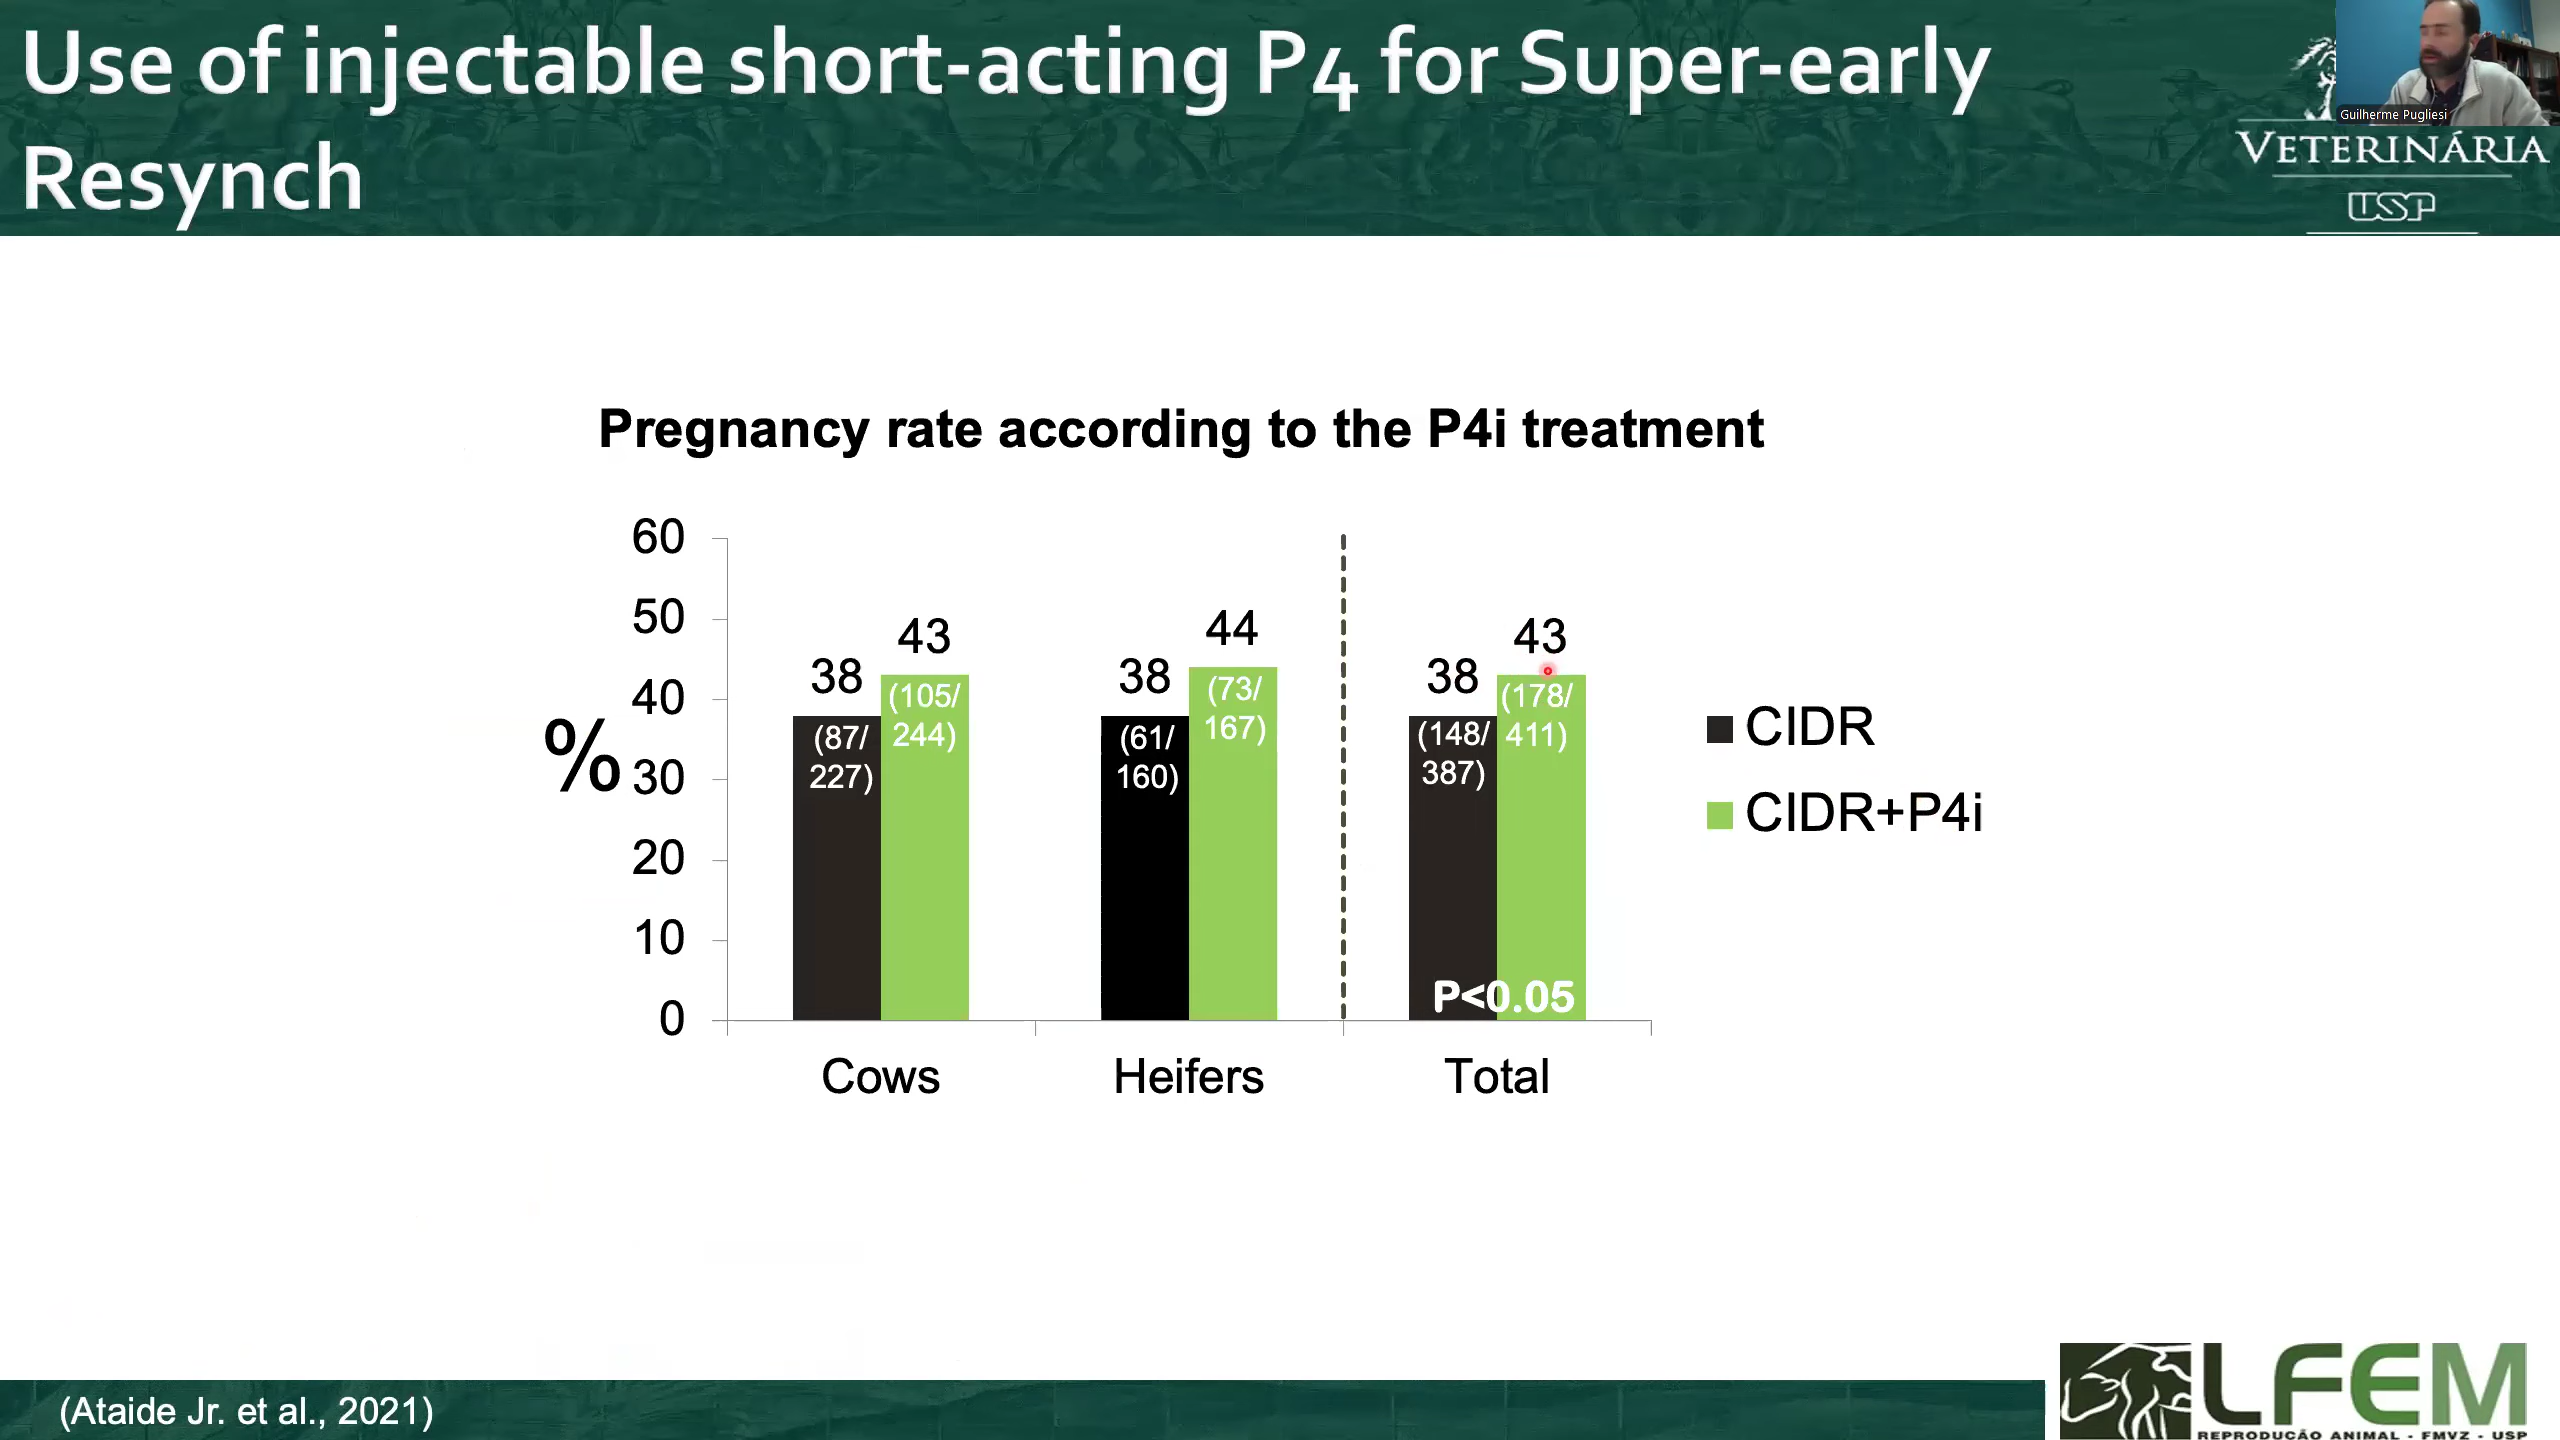 Use of injectable short-acting P4 for Super-early
Resynch
Guilherme Pugliesi
VETERINÁRIA
USP
Pregnancy rate according to the P4i treatment
60
50
40
30
20
10
0
%
38
(87/
227)
43
(105/
244)
38
(61/
160)
44
(73/
167)
38
(148/
387)
43
(178/
411)
P<0.05
Cows
Heifers
Total
CIDR
CIDR+P4i
(Ataide Jr. et al., 2021)
LFEM
REPRODUCÃO ANIMAL - FMVZ - USP